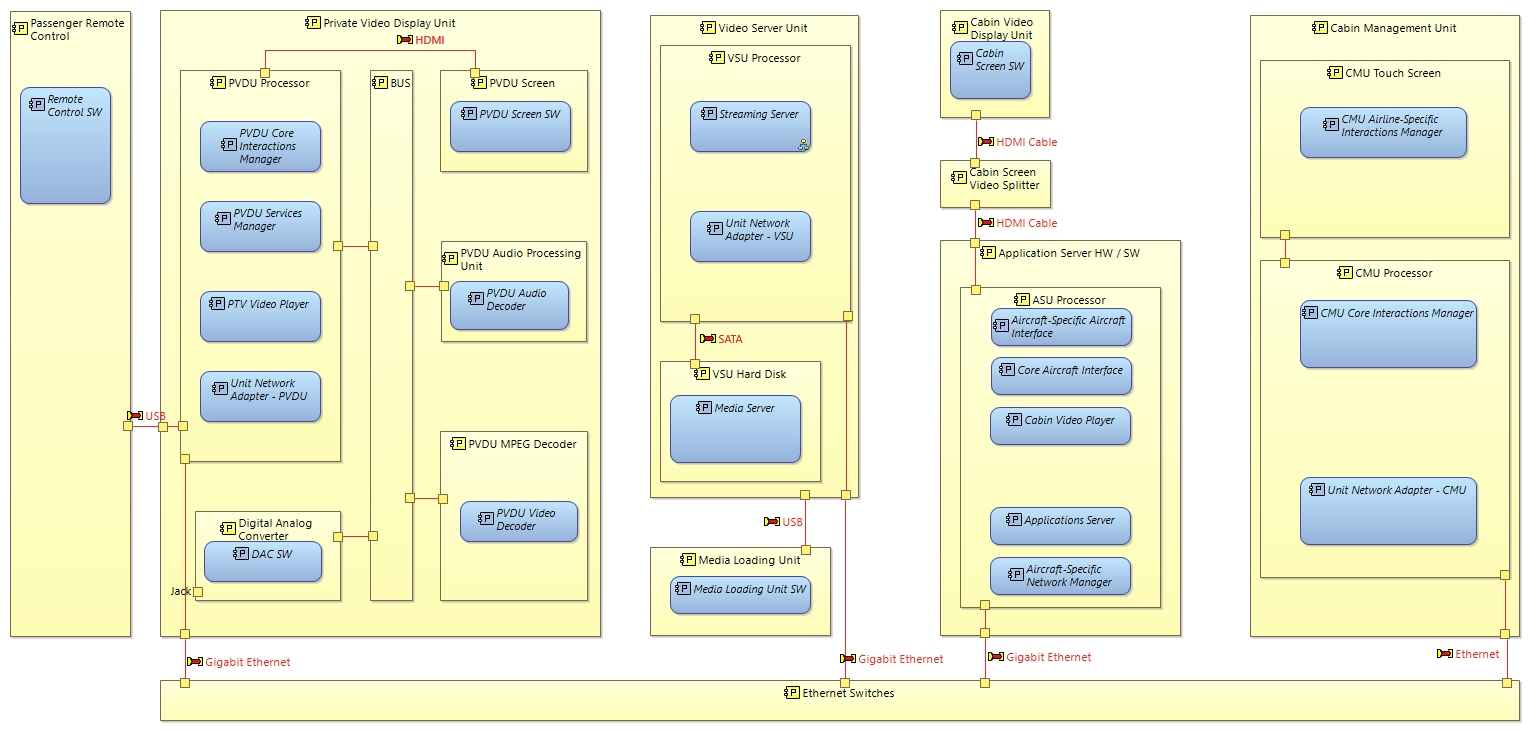 Passenger Remote
Control
Remote
Control SW
Private Video Display Unit
HDMI
PVDU Processor
PVDU Core
Interactions
Manager
PVDU Services
Manager
PTV Video Player
Unit Network
Adapter - PVDU
USB
BUS
PVDU Screen
PVDU Screen SW
PVDU Audio Processing
Unit
PVDU Audio
Decoder
PVDU MPEG Decoder
PVDU Video
Decoder
Digital Analog
Converter
DAC SW
Jack
Gigabit Ethernet
Video Server Unit
VSU Processor
Streaming Server
Unit Network
Adapter - VSU
SATA
VSU Hard Disk
Media Server
USB
Media Loading Unit
Media Loading Unit SW
Gigabit Ethernet
Cabin Video
Display Unit
Cabin
Screen SW
HDMI Cable
Cabin Screen
Video Splitter
HDMI Cable
Application Server HW / SW
ASU Processor
Aircraft-Specific Aircraft
Interface
Core Aircraft Interface
Cabin Video Player
Applications Server
Aircraft-Specific
Network Manager
Gigabit Ethernet
Cabin Management Unit
CMU Touch Screen
CMU Airline-Specific
Interactions Manager
CMU Processor
CMU Core Interactions Manager
Unit Network Adapter - CMU
Ethernet
Ethernet Switches